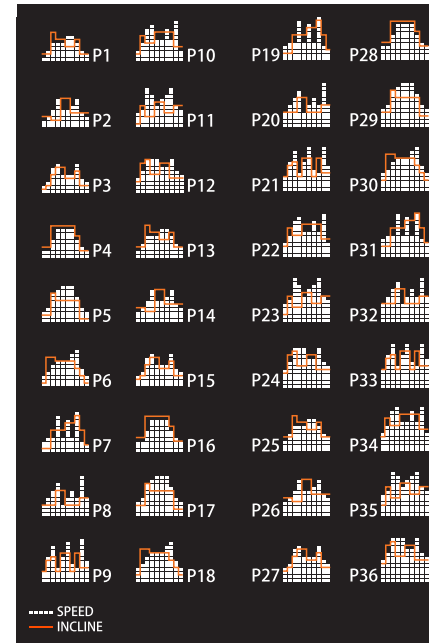 P1 P10 P19 P28
P2 P11 P20 P29
P3 P12 P21 P30
P4 P13 P22 P31
P5 P14 P23 P32
P6 P15 P24 P33
P7 P16 P25 P34
P8 P17 P26 P35
P9 P18 P27 P36
SPEED
INCLINE